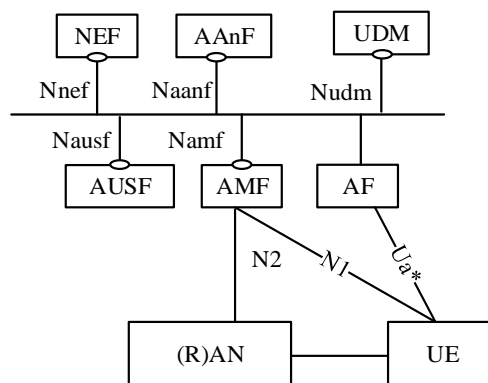 NEF
AAnF
UDM
Nnef
Naanf
Nudm
Nausf
Namf
AUSF
AMF
AF
N2
N1
Ua*
(R)AN
UE